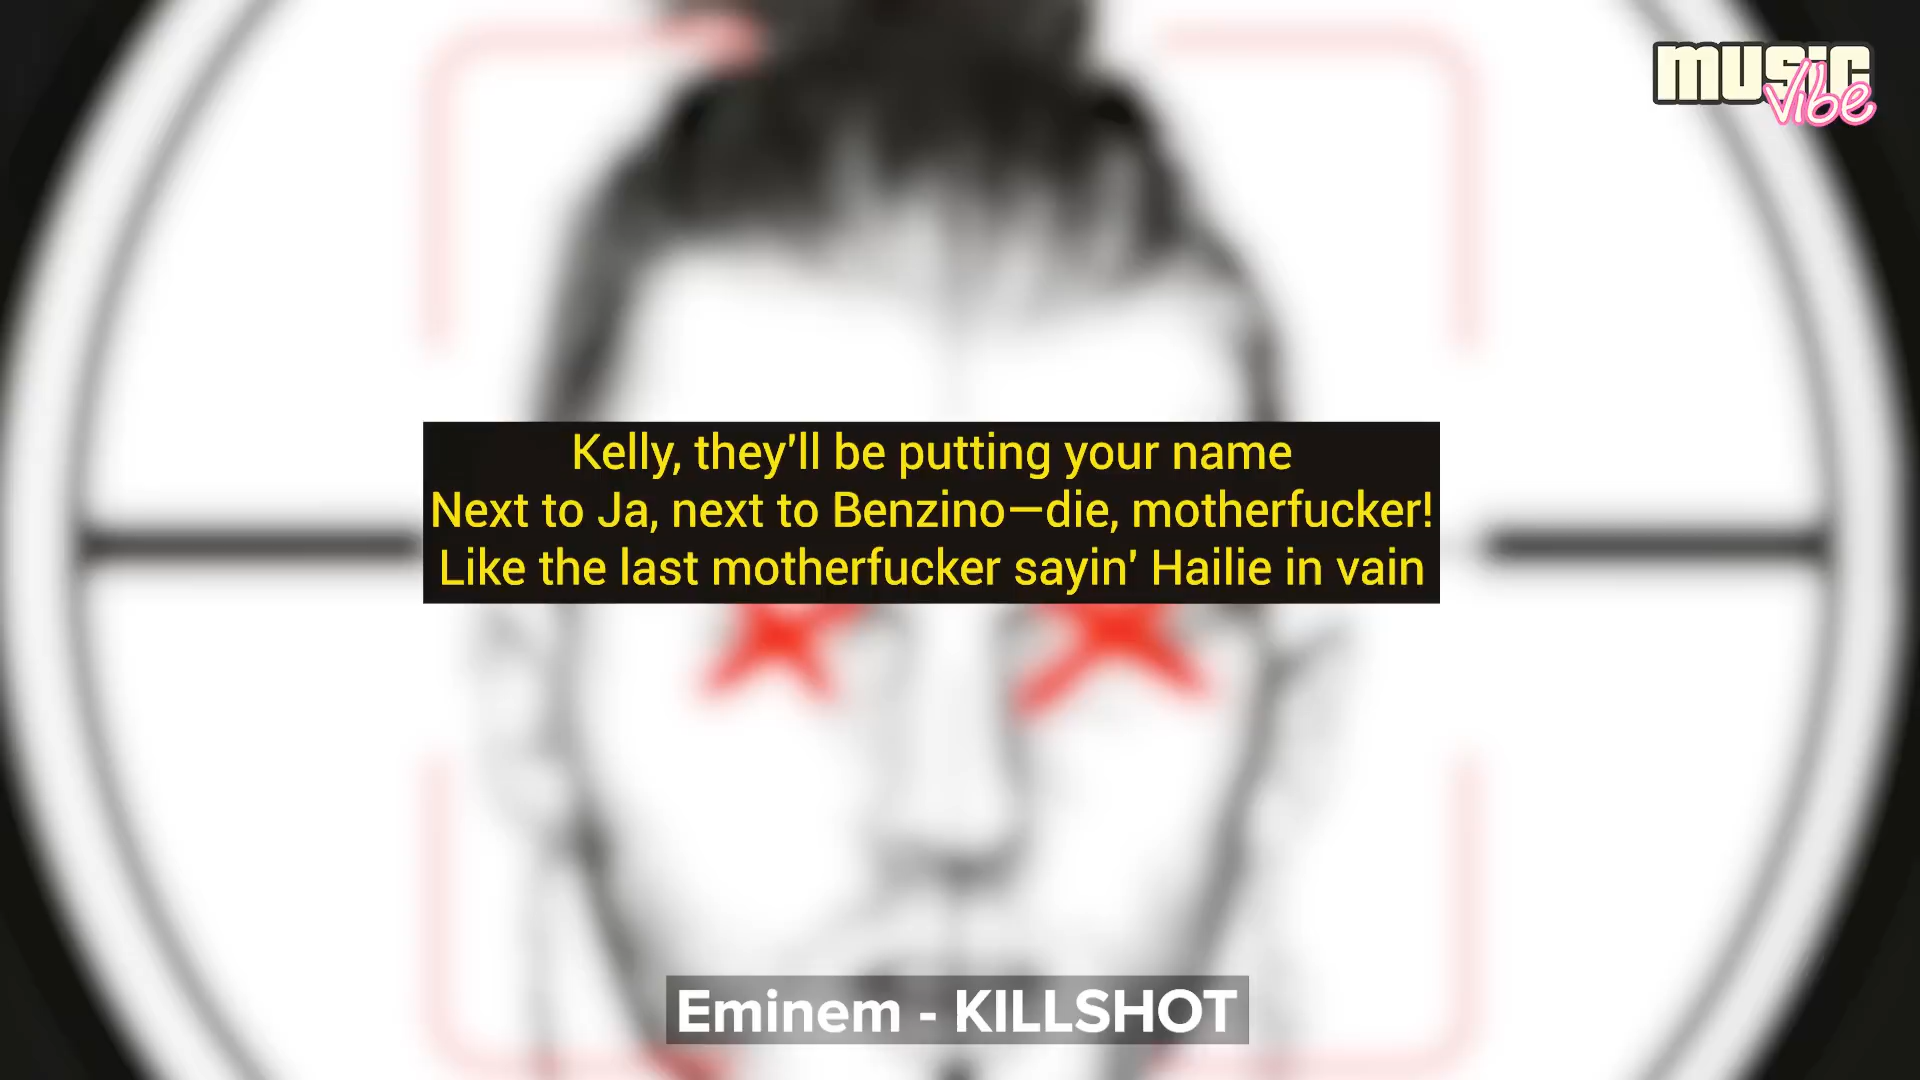 music
vibe
Kelly, they'll be putting your name
Next to Ja, next to Benzino—die, motherfucker!
Like the last motherfucker sayin' Hailie in vain
Eminem - KILLSHOT